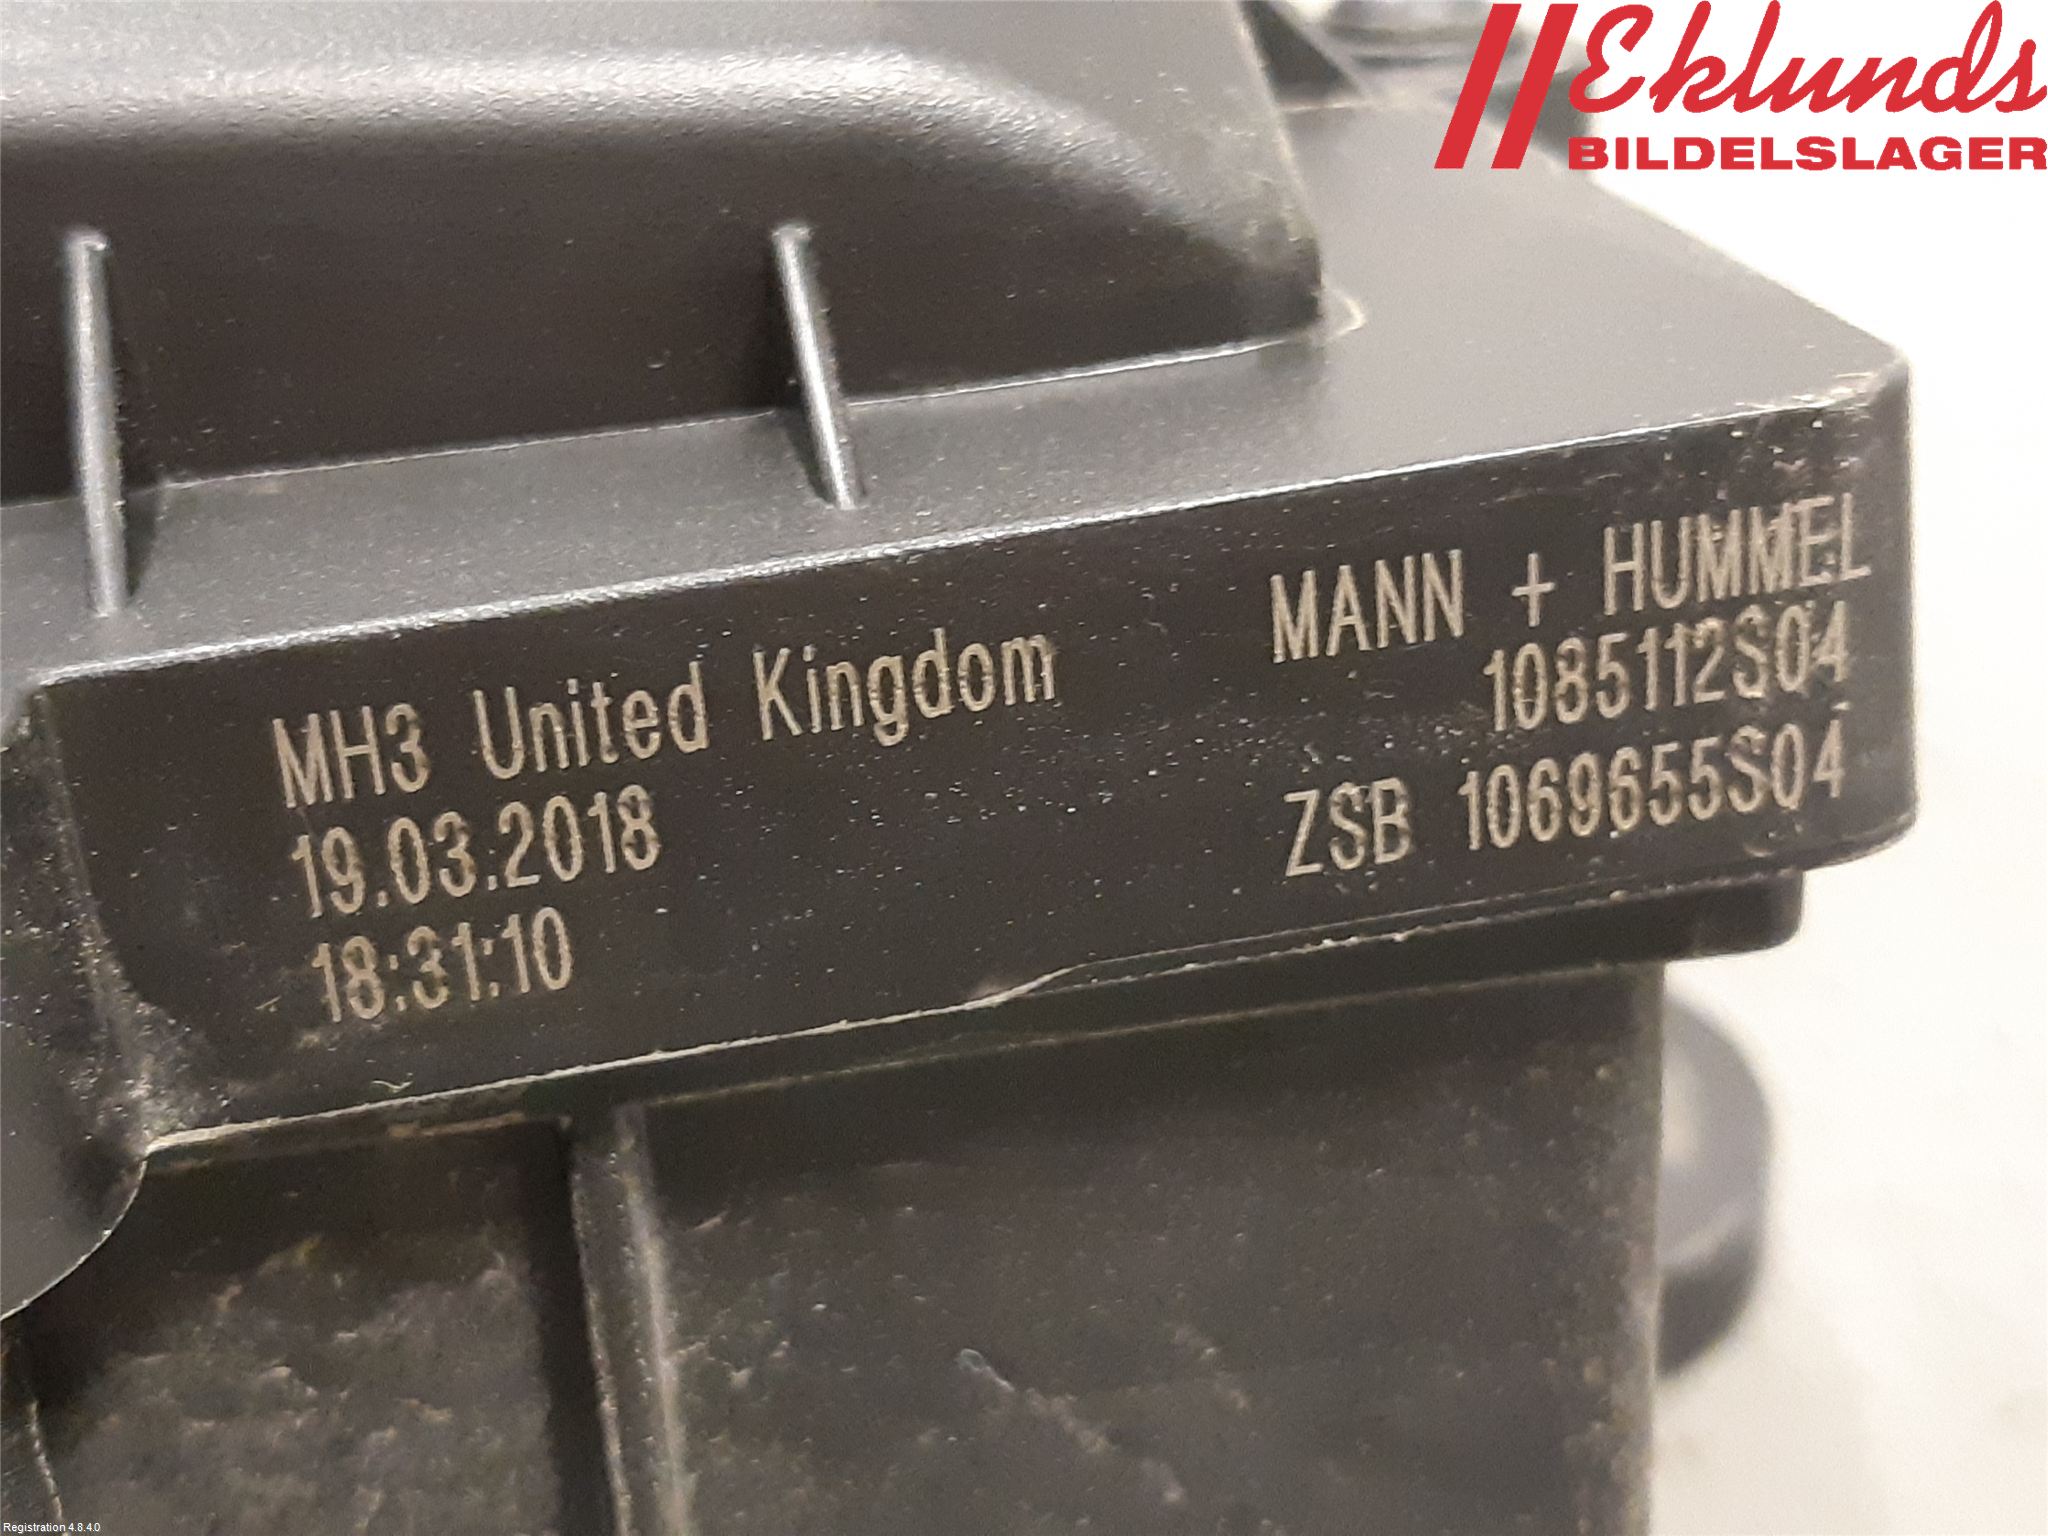 Eklunds
BILDELSLAGER
MANN + HUMMEL
1085112S04
ZSB 1069655S04
MH3 United Kingdom
19.03.2018
18:31:10
Registration 4.8.4.0